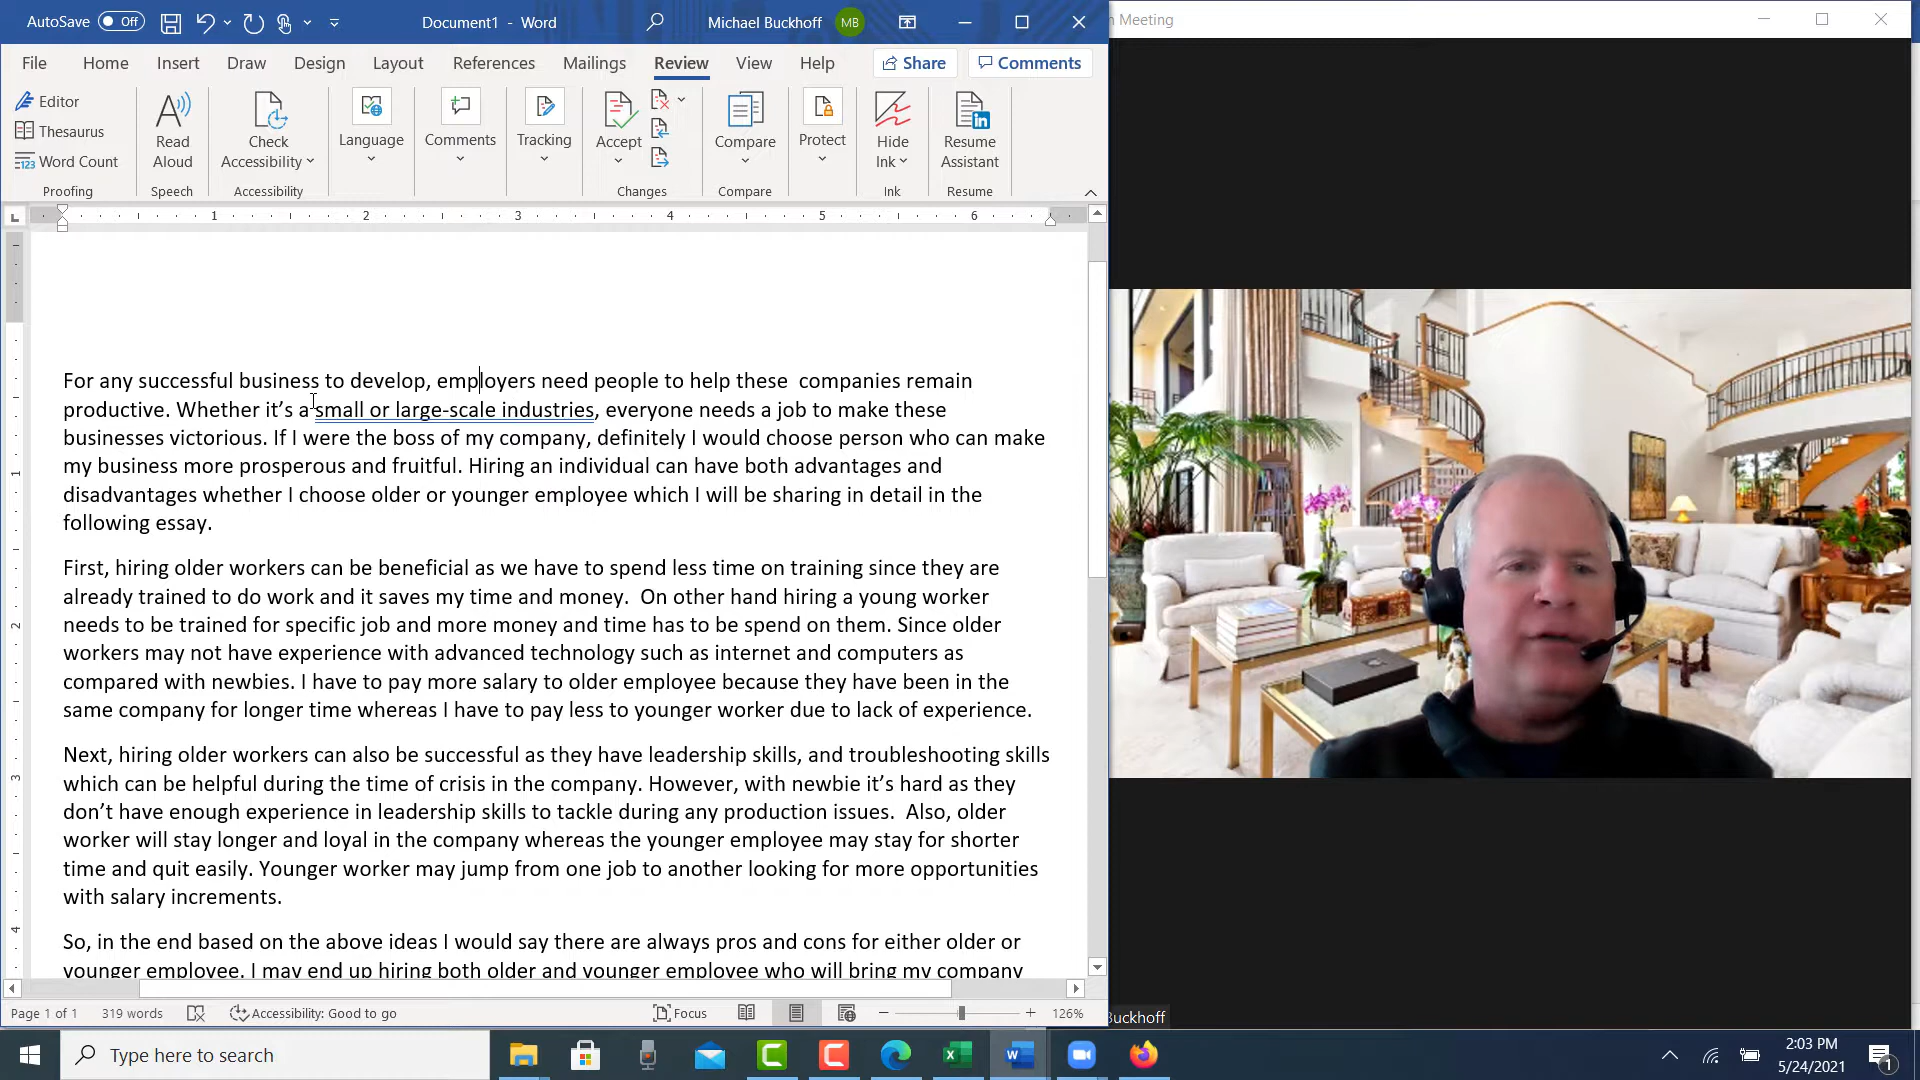 AutoSave Off Document1 - Word Michael Buckhoff MB
Meeting
File Home Insert Draw Design Layout References Mailings Review View Help Share Comments
Editor
Thesaurus
123 Word Count
Proofing
Read Aloud
Speech
Check Accessibility
Accessibility
Language
Comments
Tracking
Accept
Changes
Compare
Compare
Protect
Hide Ink
Ink
Resume Assistant
Resume
1 2 3 4 5 6
For any successful business to develop, employers need people to help these  companies remain
productive. Whether it’s a small or large-scale industries, everyone needs a job to make these
businesses victorious. If I were the boss of my company, definitely I would choose person who can make
my business more prosperous and fruitful. Hiring an individual can have both advantages and
disadvantages whether I choose older or younger employee which I will be sharing in detail in the
following essay.
First, hiring older workers can be beneficial as we have to spend less time on training since they are
already trained to do work and it saves my time and money.  On other hand hiring a young worker
needs to be trained for specific job and more money and time has to be spend on them. Since older
workers may not have experience with advanced technology such as internet and computers as
compared with newbies. I have to pay more salary to older employee because they have been in the
same company for longer time whereas I have to pay less to younger worker due to lack of experience.
Next, hiring older workers can also be successful as they have leadership skills, and troubleshooting skills
which can be helpful during the time of crisis in the company. However, with newbie it’s hard as they
don’t have enough experience in leadership skills to tackle during any production issues.  Also, older
worker will stay longer and loyal in the company whereas the younger employee may stay for shorter
time and quit easily. Younger worker may jump from one job to another looking for more opportunities
with salary increments.
So, in the end based on the above ideas I would say there are always pros and cons for either older or
younger employee. I may end up hiring both older and younger employee who will bring my company
1
2
3
4
Page 1 of 1 319 words Accessibility: Good to go Focus 126%
Buckhoff
Type here to search
2:03 PM
5/24/2021
1